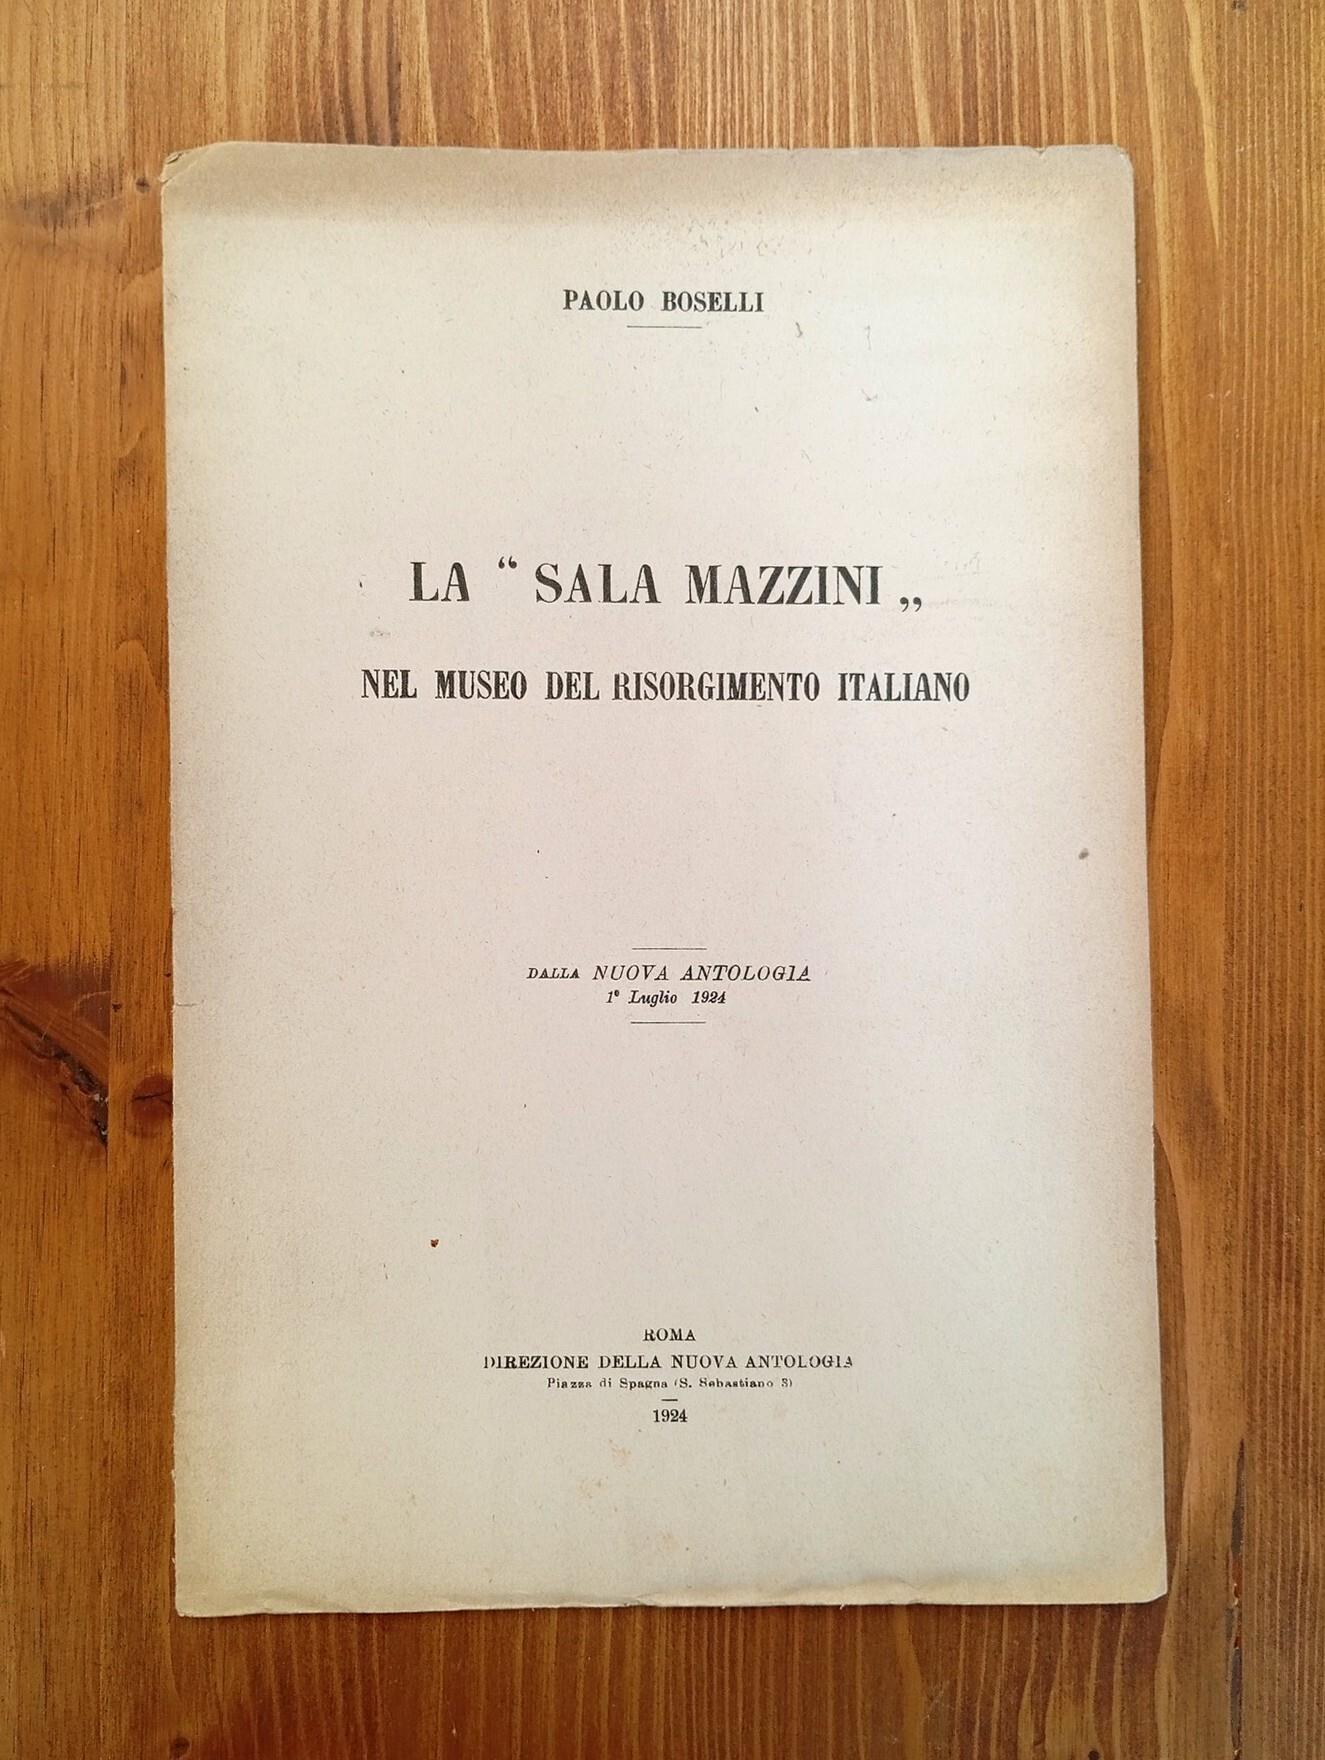 PAOLO BOSELLI
LA “ SALA MAZZINI „
NEL MUSEO DEL RISORGIMENTO ITALIANO
DALLA NUOVA ANTOLOGIA
1° Luglio 1924
ROMA
DIREZIONE DELLA NUOVA ANTOLOGIA
Piazza di Spagna (S. Sebastiano 3)
1924